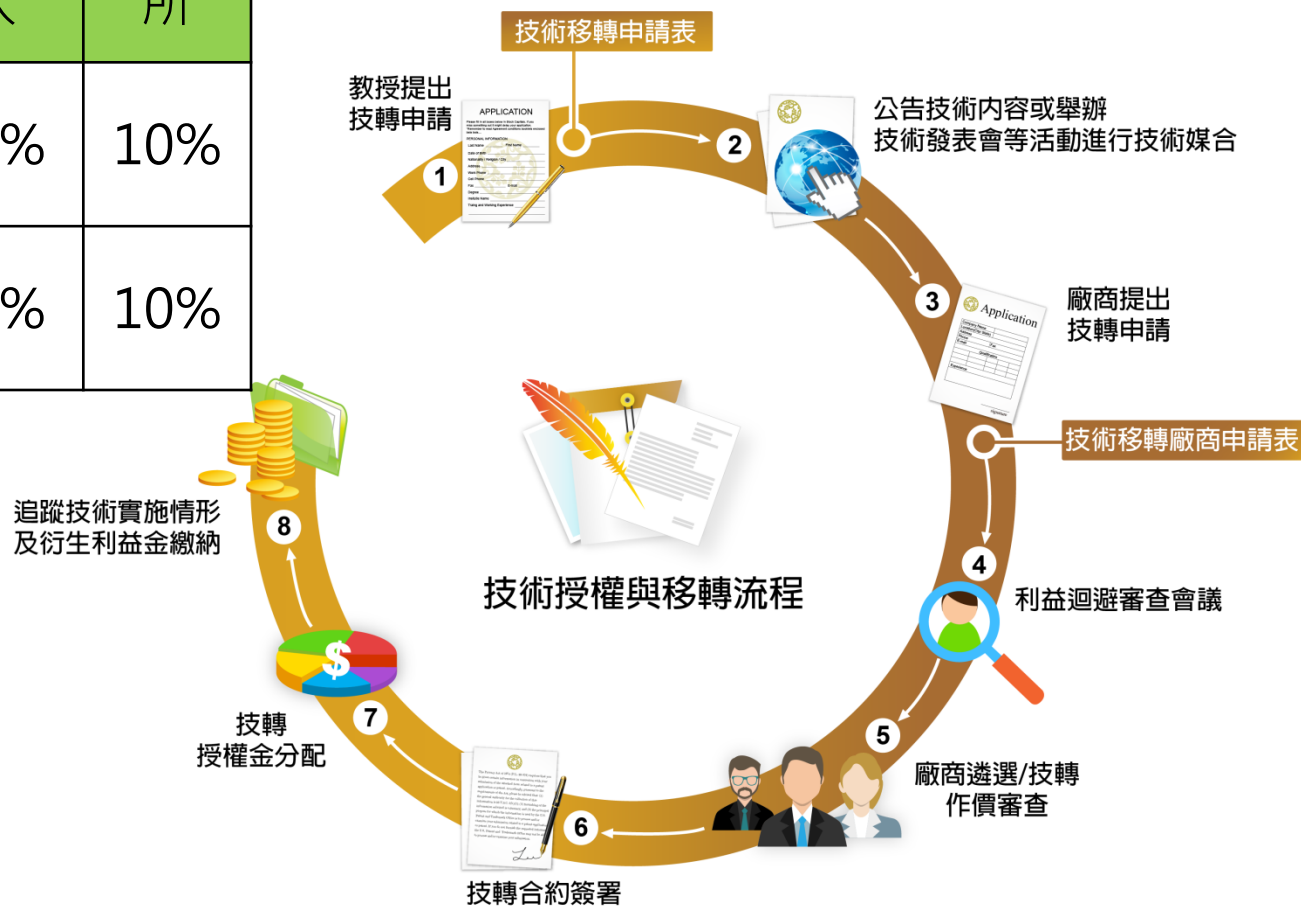 所
% 10%
% 10%
技術移轉申請表
教授提出
技轉申請
APPLICATION
1
2
公告技術内容或舉辦
技術發表會等活動進行技術媒合
3
Application
廠商提出
技轉申請
技術移轉廠商申請表
4
利益迴避審查會議
5
廠商遴選/技轉
作價審查
6
技轉合約簽署
7
技轉
授權金分配
$
8
追蹤技術實施情形
及衍生利益金繳納
技術授權與移轉流程